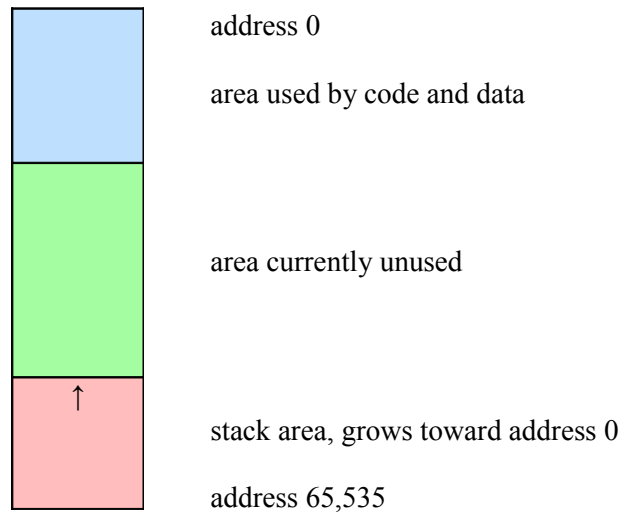 address 0
area used by code and data
area currently unused
↑
stack area, grows toward address 0
address 65,535